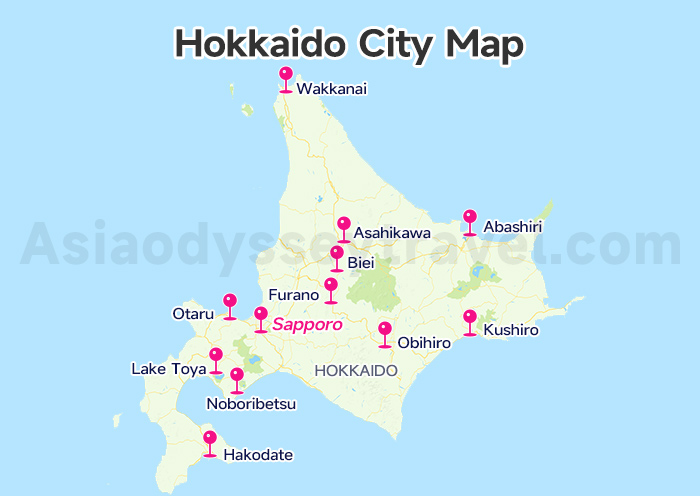 Hokkaido City Map
Wakkanai
Abashiri
Asahikawa
Asiaodysseytravel.com
Biei
Furano
Otaru
Sapporo
Kushiro
Obihiro
Lake Toya
HOKKAIDO
Noboribetsu
Hakodate